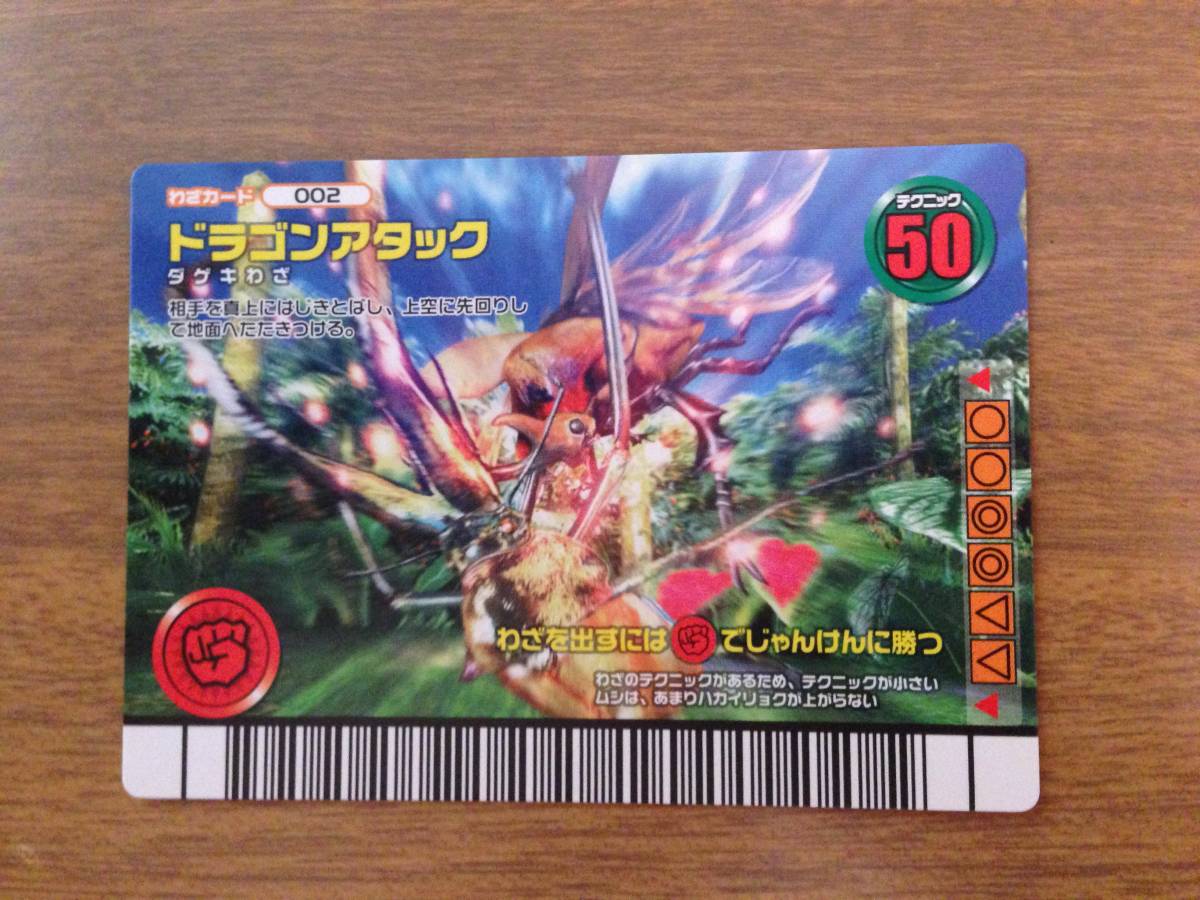 わざカード 002
ドラゴンアタック
ダゲキわざ
相手を真上にはじきとばし、上空に先回りし
て地面へたたきつける。
テクニック
50
わざを出すには でじゃんけんに勝つ
わざのテクニックがあるため、テクニックが小さい
ムシは、あまりハカイリョクが上がらない